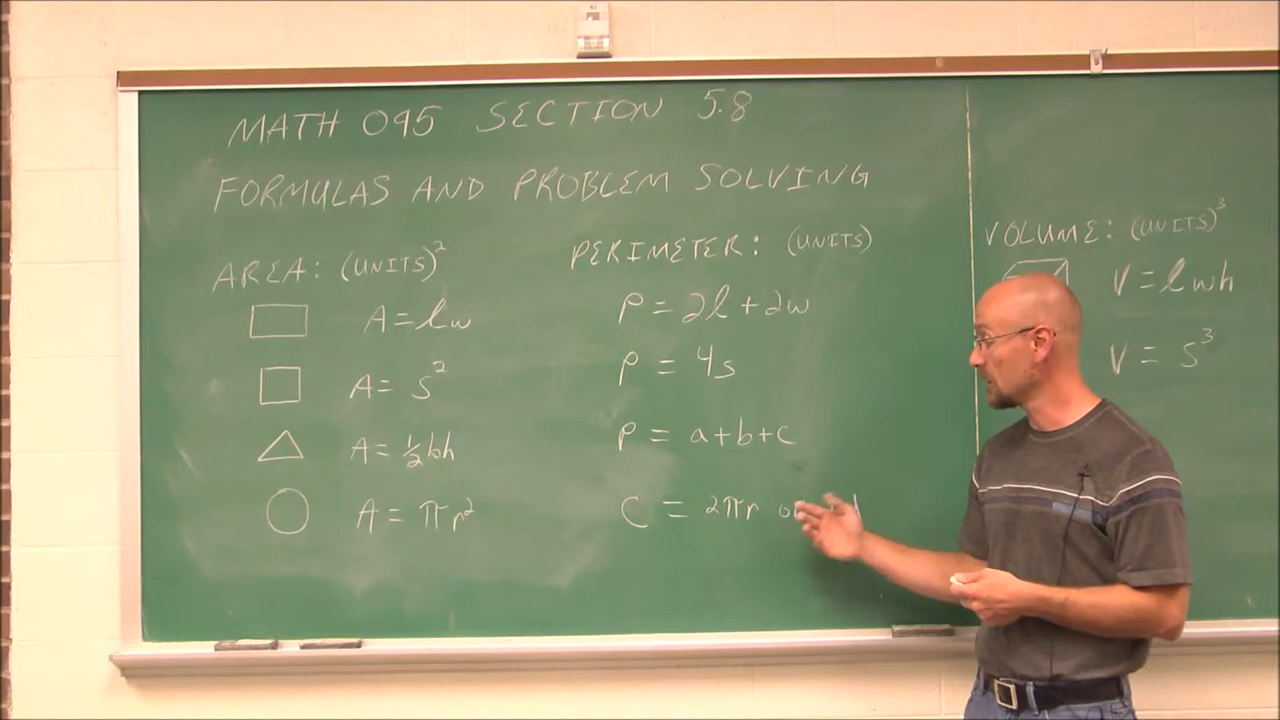 MATH 095 SECTION 5.8
FORMULAS AND PROBLEM SOLVING
AREA: (UNITS)²
A = lw
A = s²
A = ½bh
A = πr²
PERIMETER: (UNITS)
P = 2l + 2w
P = 4s
P = a+b+c
C = 2πr
VOLUME: (UNITS)³
V = lwh
V = s³